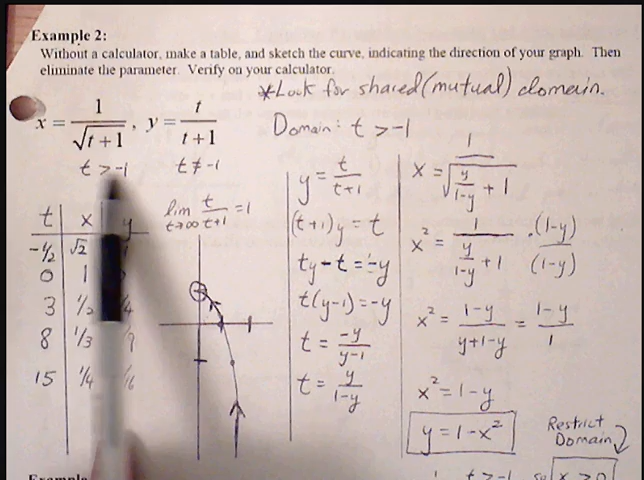 Example 2:
Without a calculator, make a table, and sketch the curve, indicating the direction of your graph. Then
eliminate the parameter. Verify on your calculator.
*Look for shared (mutual) domain.
x = 1/√(t+1), y = t/(t+1)
Domain: t > -1
t > -1 t ≠ -1
lim t→∞ t/(t+1) = 1
t | x | y
-1/2 | √2 |
0 | 1 |
3 | 1/2 | /4
8 | 1/3 | /9
15 | 1/4 | /16
y = t/(t+1)
(t+1)y = t
ty - t = -y
t(y-1) = -y
t = -y/(y-1)
t = y/(1-y)
x = 1/√(y/(1-y) + 1)
x² = 1/(y/(1-y) + 1) · (1-y)/(1-y)
x² = (1-y)/(y+1-y) = (1-y)/1
x² = 1-y
y = 1-x²
Restrict
Domain
t > -1 so x > 0
Example